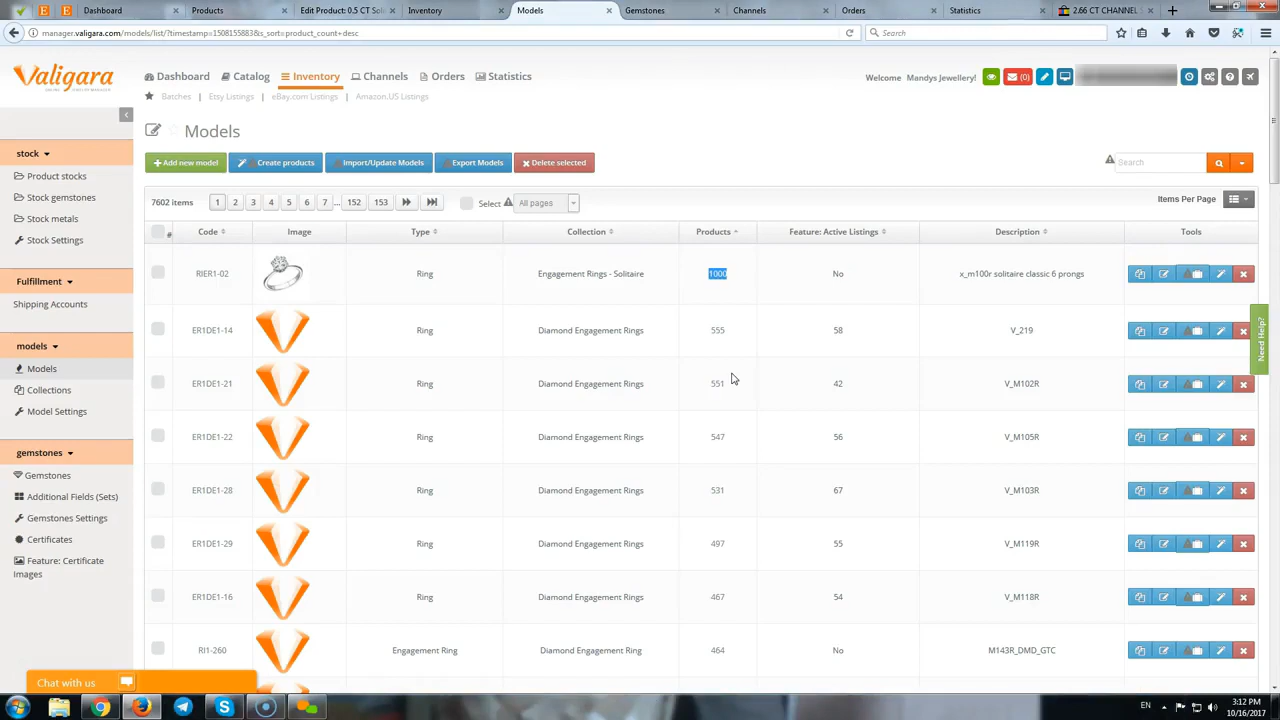 Dashboard
Products
Edit Product: 0.5 CT Soli
Inventory
Models
Gemstones
Channels
Orders
Statistics
2.66 CT CHANNEL S
manager.valigara.com/models/list/?timestamp=1508155883&s_sort=product_count+desc
Search
Valigara
Dashboard
Catalog
Inventory
Channels
Orders
Statistics
Welcome Mandys Jewellery!
(0)
Batches
Etsy Listings
eBay.com Listings
Amazon.US Listings
stock
Product stocks
Stock gemstones
Stock metals
Stock Settings
Fulfillment
Shipping Accounts
models
Models
Collections
Model Settings
gemstones
Gemstones
Additional Fields (Sets)
Gemstones Settings
Certificates
Feature: Certificate
Images
Models
Add new model
Create products
Import/Update Models
Export Models
Delete selected
Search
7602 items
1 2 3 4 5 6 7 ... 152 153
Select
All pages
Items Per Page
# Code Image Type Collection Products Feature: Active Listings Description Tools
RIER1-02 Ring Engagement Rings - Solitaire 1000 No x_m100r solitaire classic 6 prongs
ER1DE1-14 Ring Diamond Engagement Rings 555 58 V_219
ER1DE1-21 Ring Diamond Engagement Rings 551 42 V_M102R
ER1DE1-22 Ring Diamond Engagement Rings 547 56 V_M105R
ER1DE1-28 Ring Diamond Engagement Rings 531 67 V_M103R
ER1DE1-29 Ring Diamond Engagement Rings 497 55 V_M119R
ER1DE1-16 Ring Diamond Engagement Rings 467 54 V_M118R
RI1-260 Engagement Ring Diamond Engagement Ring 464 No M143R_DMD_GTC
Need Help?
Chat with us
EN
3:12 PM
10/16/2017